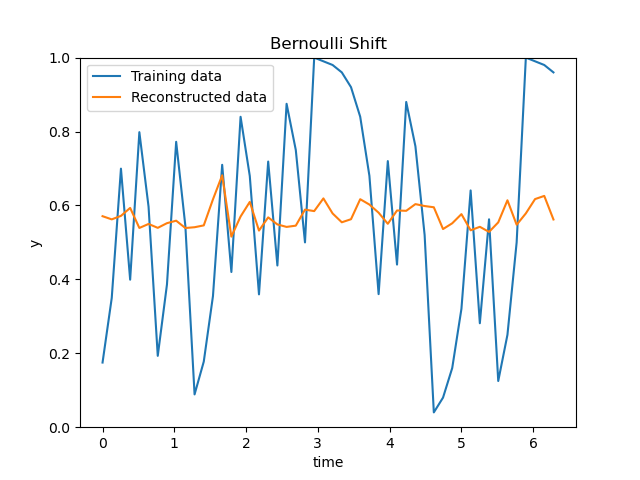 Bernoulli Shift
Training data
Reconstructed data
1.0
0.8
0.6
0.4
0.2
0.0
y
0 1 2 3 4 5 6
time